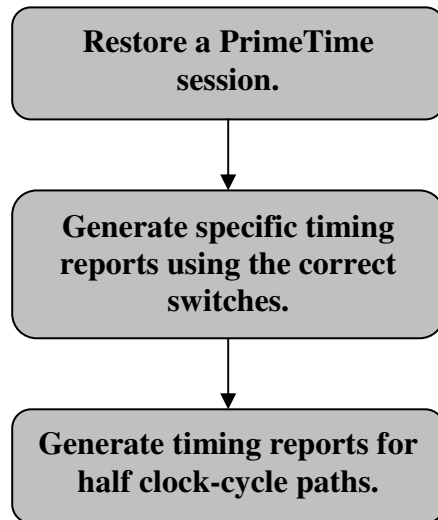 Restore a PrimeTime
session.
Generate specific timing
reports using the correct
switches.
Generate timing reports for
half clock-cycle paths.